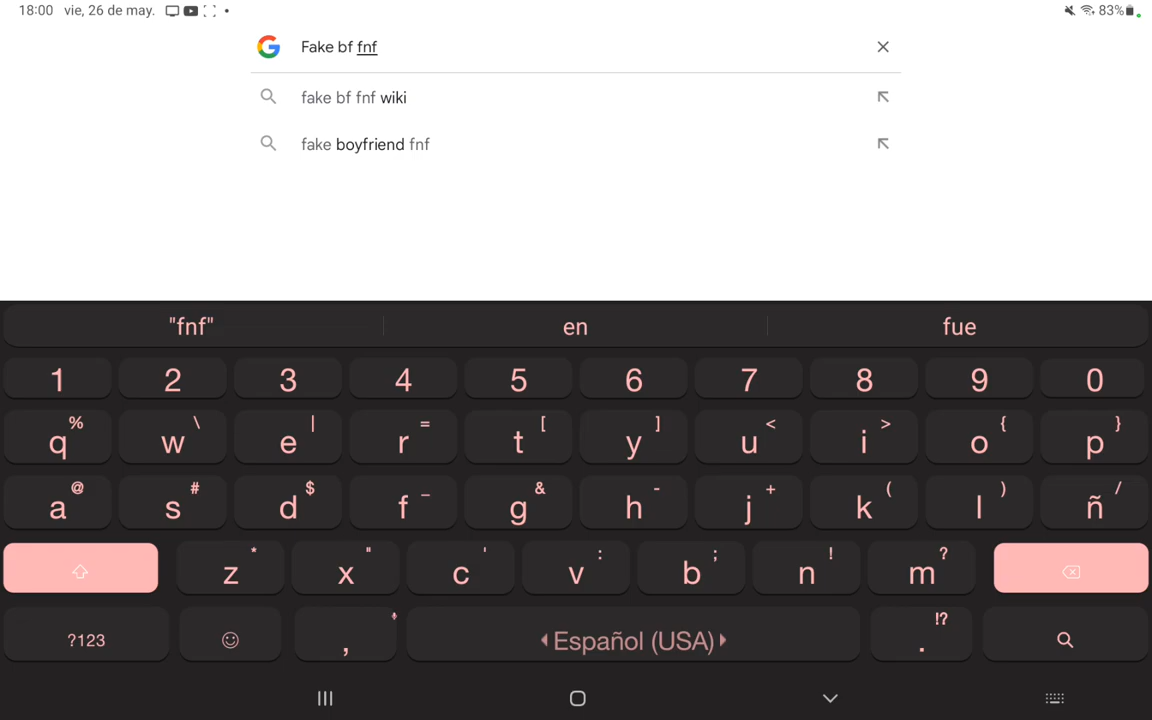 18:00 vie, 26 de may.
83%
Fake bf fnf
fake bf fnf wiki
fake boyfriend fnf
"fnf" en fue
1 2 3 4 5 6 7 8 9 0
q% w\ e| r= t[ y] u< i> o{ p}
a@ s# d$ f_ g& h- j+ k( l) ñ/
z* x" c' v: b; n! m?
?123 , Español (USA) . !?